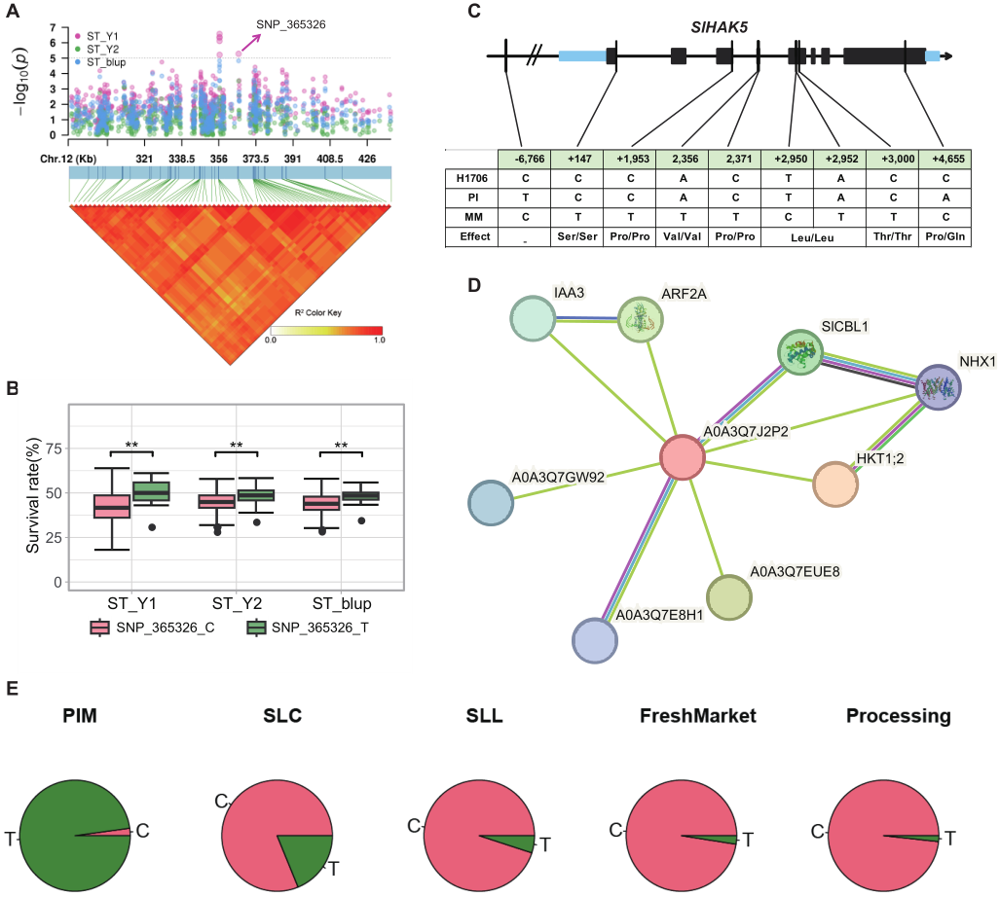 A
SNP_365326
7
6
5
4
3
2
1
0
−log10(p)
ST_Y1
ST_Y2
ST_blup
Chr.12 (Kb)
321
338.5
356
373.5
391
408.5
426
R² Color Key
0.0
1.0
B
Survival rate(%)
75
50
25
0
**
**
**
ST_Y1
ST_Y2
ST_blup
SNP_365326_C
SNP_365326_T
C
SlHAK5
-6,766 +147 +1,953 2,356 2,371 +2,950 +2,952 +3,000 +4,655
H1706 C C C A C T A C C
PI T C C A C T A C A
MM C T T T T C T T C
Effect - Ser/Ser Pro/Pro Val/Val Pro/Pro Leu/Leu Thr/Thr Pro/Gln
D
IAA3
ARF2A
SlCBL1
NHX1
A0A3Q7J2P2
HKT1;2
A0A3Q7GW92
A0A3Q7EUE8
A0A3Q7E8H1
E
PIM
SLC
SLL
FreshMarket
Processing
T
C
C
T
C
T
C
T
C
T